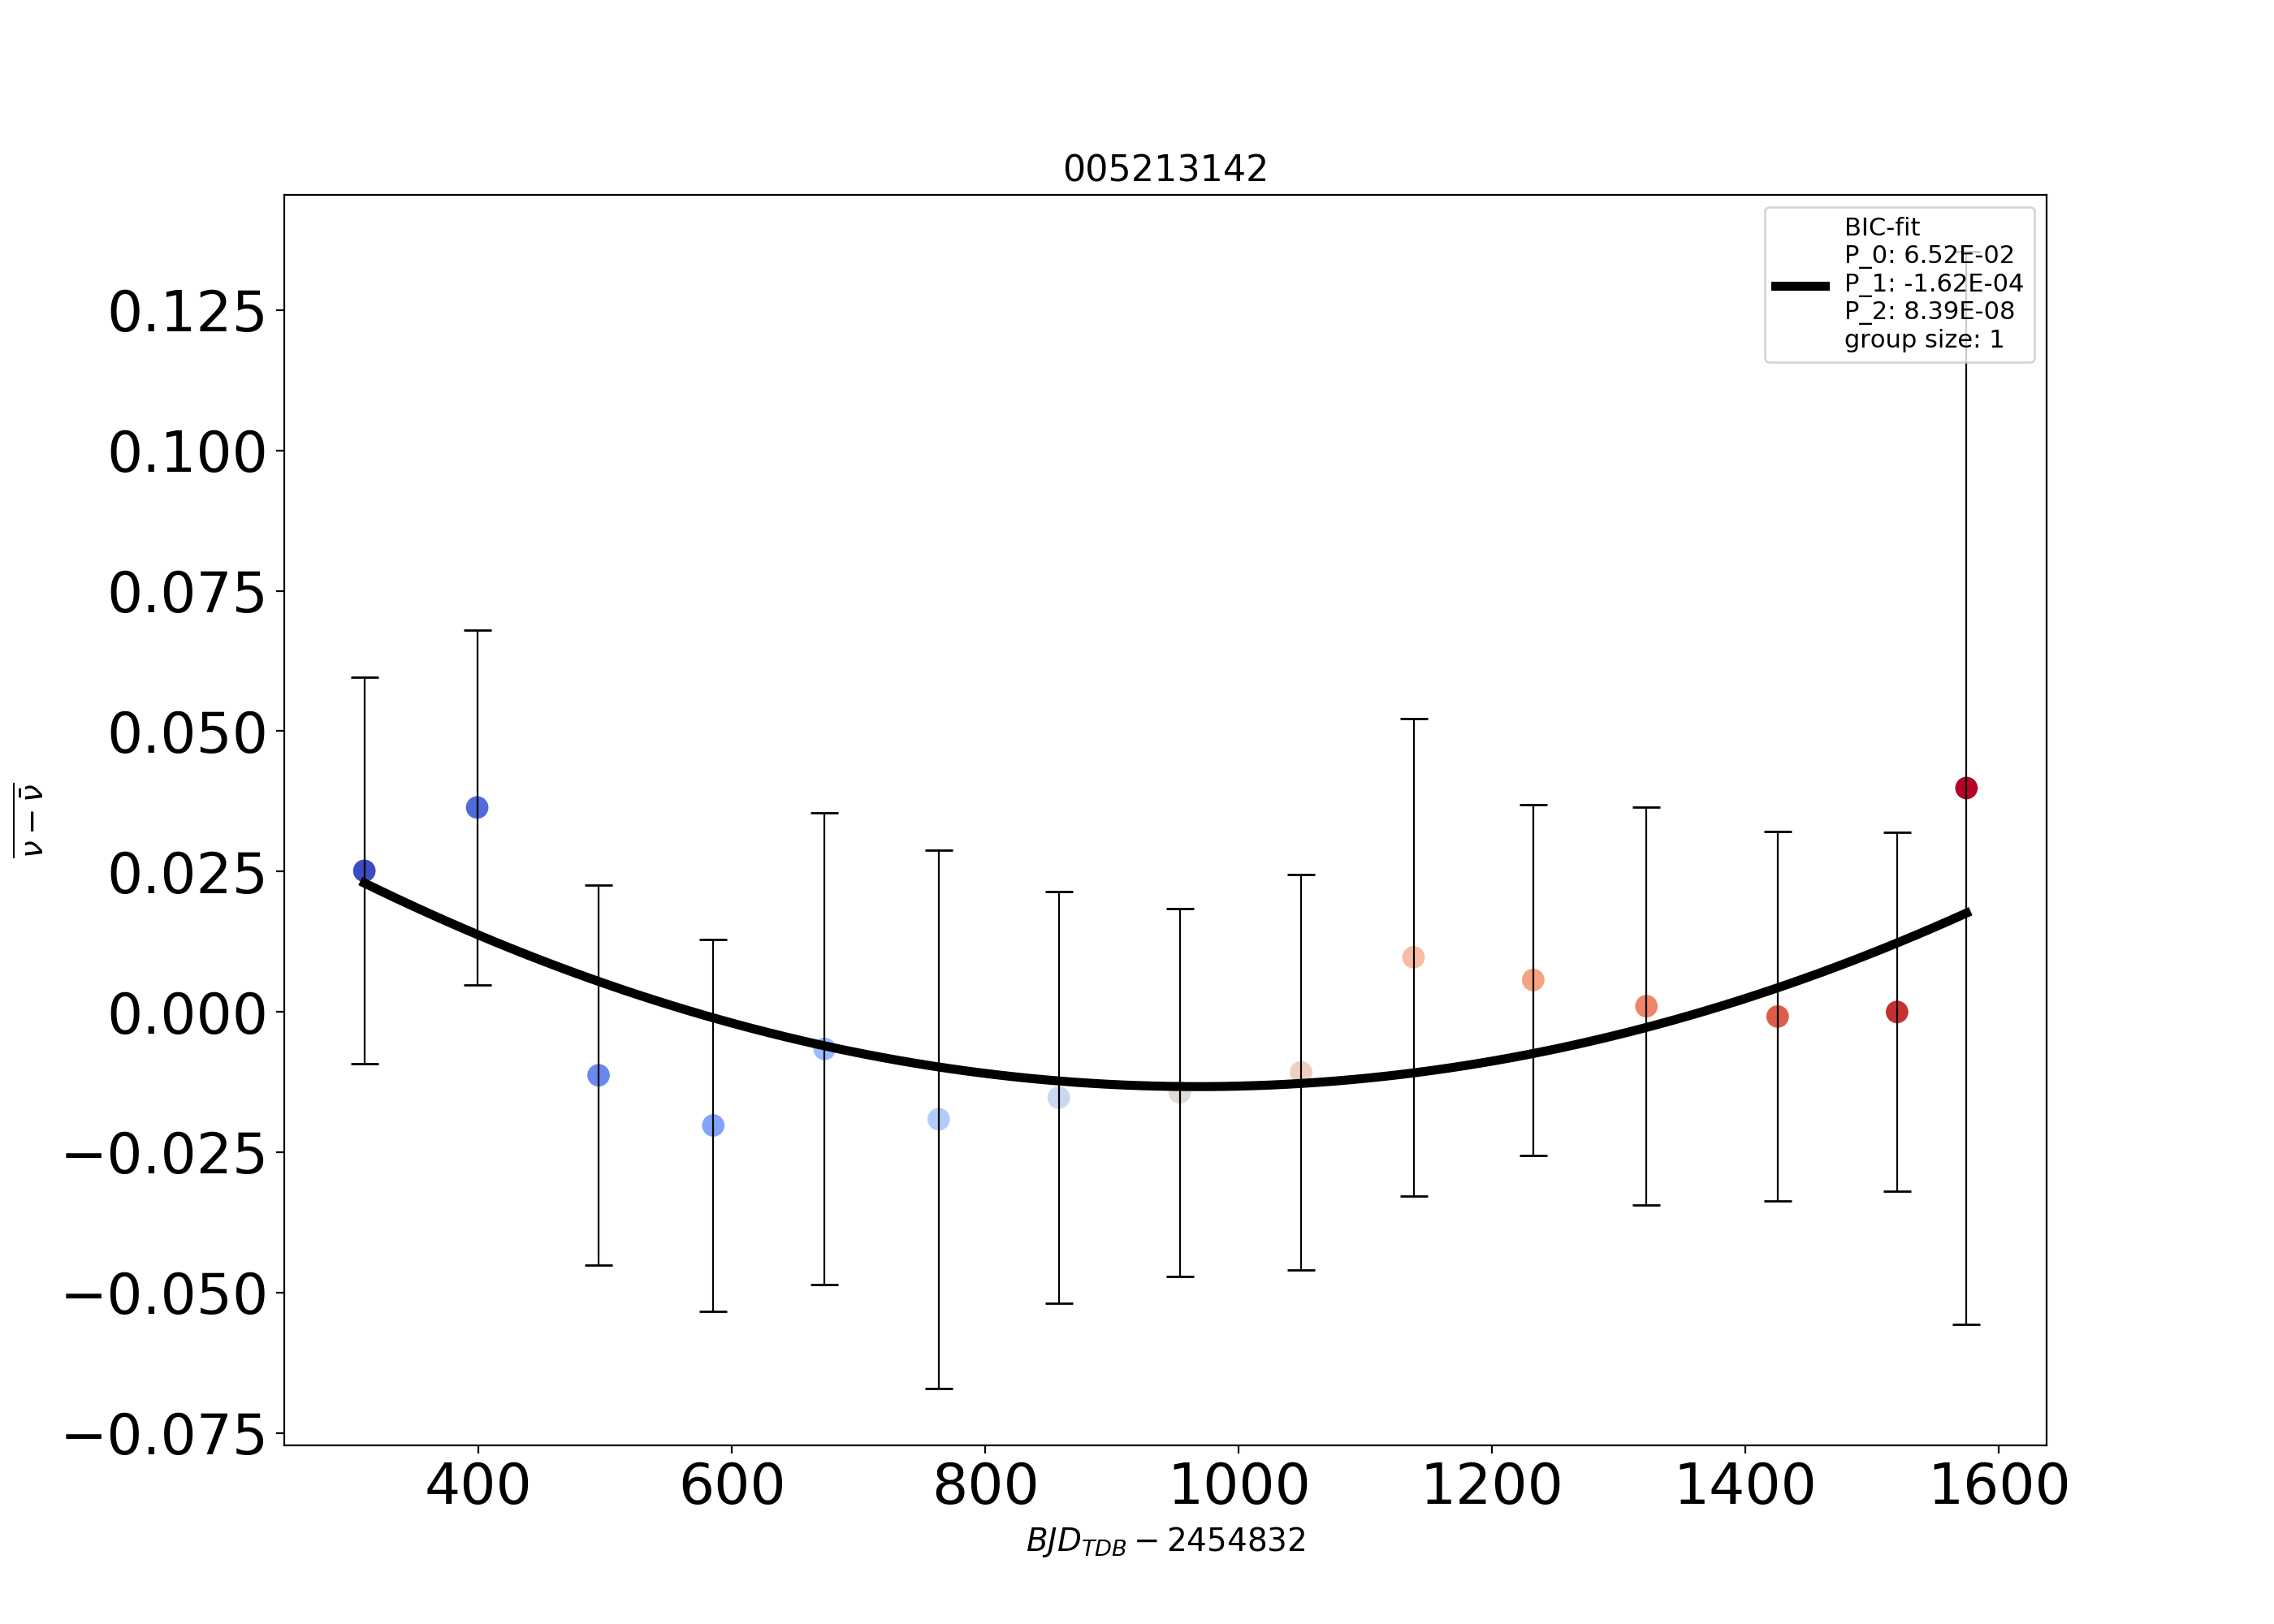 005213142
BIC-fit
P_0: 6.52E-02
P_1: -1.62E-04
P_2: 8.39E-08
group size: 1
0.125
0.100
0.075
0.050
0.025
0.000
−0.025
−0.050
−0.075
ν − ν̄
400 600 800 1000 1200 1400 1600
BJD_TDB − 2454832